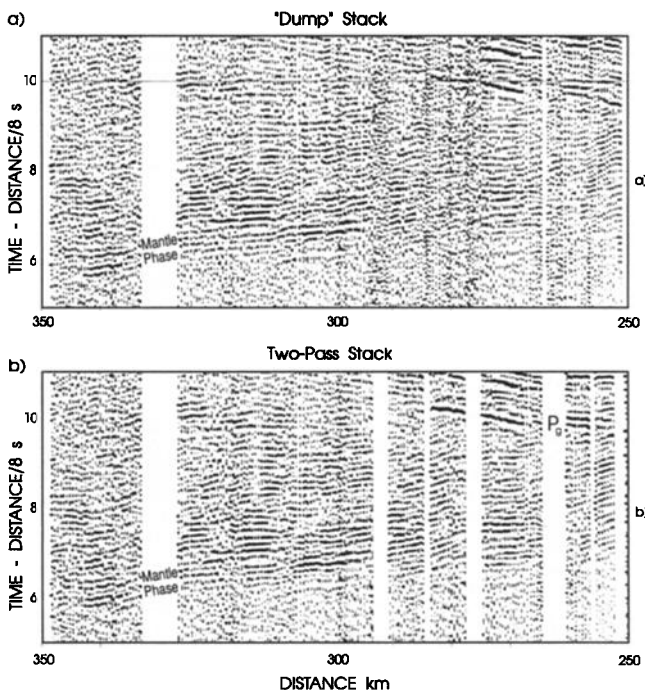 a)
"Dump" Stack
TIME - DISTANCE/8 s
10
8
6
Mantle
Phase
a)
350
300
250
b)
Two-Pass Stack
TIME - DISTANCE/8 s
10
8
6
Pg
Mantle
Phase
b)
350
300
250
DISTANCE km